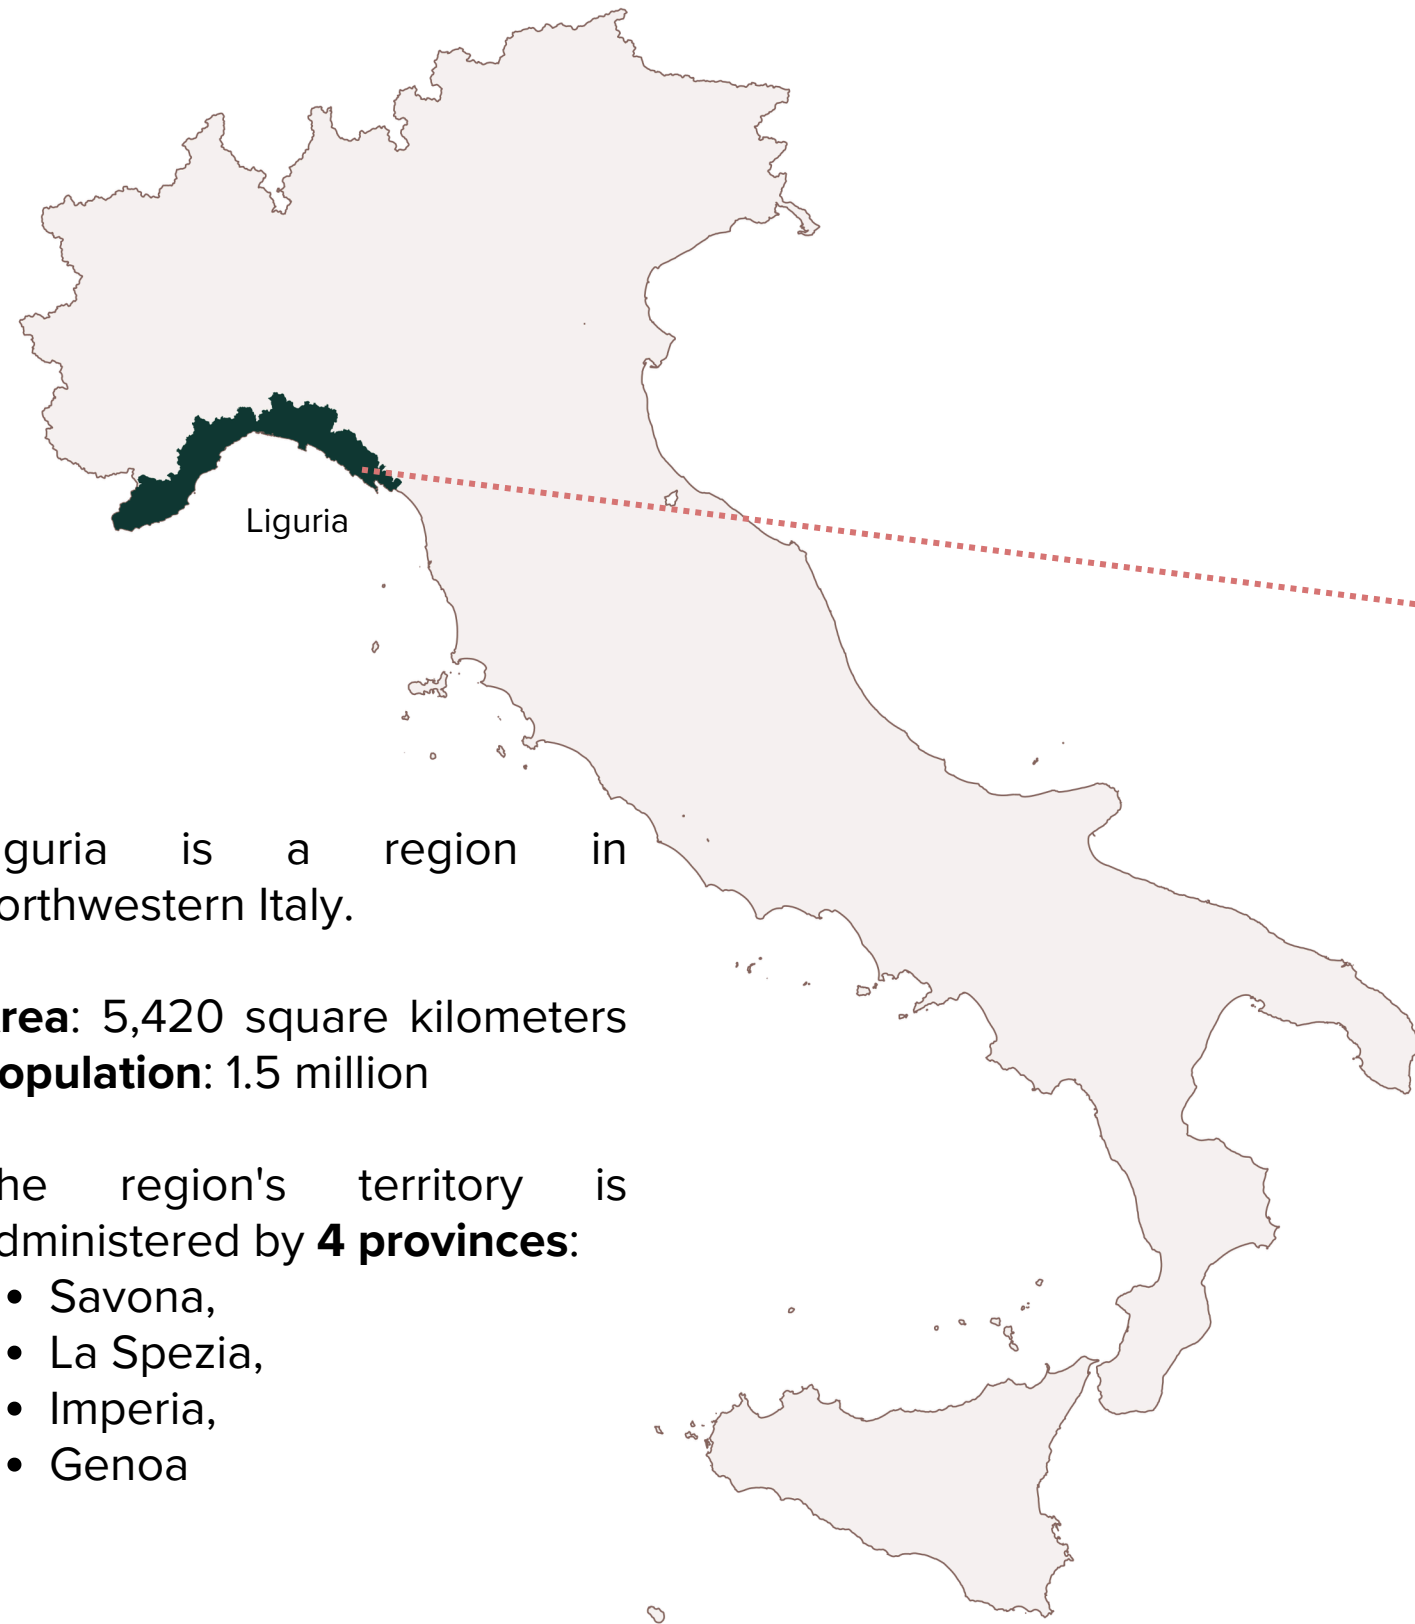 Liguria
iguria is a region in
orthwestern Italy.
rea: 5,420 square kilometers
opulation: 1.5 million
he region's territory is
dministered by 4 provinces:
• Savona,
• La Spezia,
• Imperia,
• Genoa